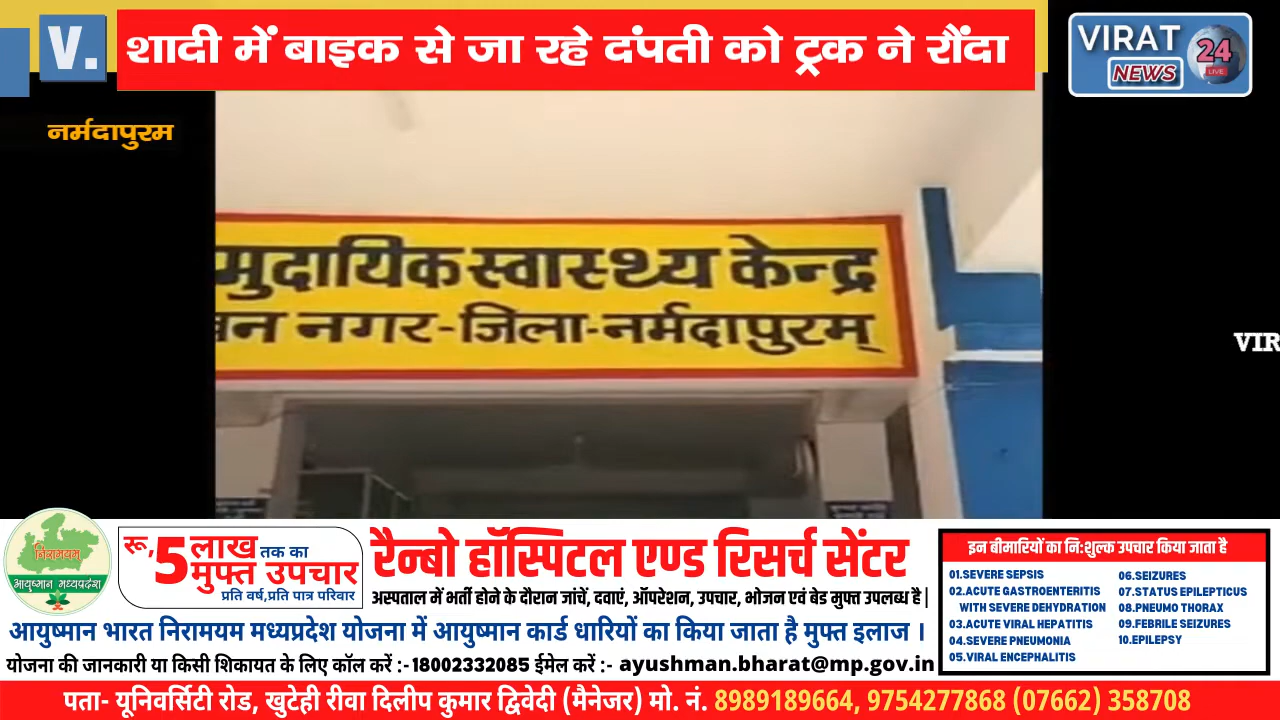 V.
शादी में बाइक से जा रहे दंपती को ट्रक ने रौंदा
VIRAT
24
NEWS
LIVE
नर्मदापुरम
मुदायिक स्वास्थ्य केन्द्र
नगर-जिला-नर्मदापुरम्
VIR
निरामयम
आयुष्मान मध्यप्रदेश
रू,5 लाख तक का
मुफ्त उपचार
प्रति वर्ष,प्रति पात्र परिवार
रैन्बो हॉस्पिटल एण्ड रिसर्च सेंटर
अस्पताल में भर्ती होने के दौरान जांचें, दवाएं, ऑपरेशन, उपचार, भोजन एवं बेड मुफ्त उपलब्ध है|
आयुष्मान भारत निरामयम मध्यप्रदेश योजना में आयुष्मान कार्ड धारियों का किया जाता है मुफ्त इलाज ।
योजना की जानकारी या किसी शिकायत के लिए कॉल करें :-18002332085 ईमेल करें :- ayushman.bharat@mp.gov.in
इन बीमारियों का नि:शुल्क उपचार किया जाता है
01.SEVERE SEPSIS
02.ACUTE GASTROENTERITIS
WITH SEVERE DEHYDRATION
03.ACUTE VIRAL HEPATITIS
04.SEVERE PNEUMONIA
05.VIRAL ENCEPHALITIS
06.SEIZURES
07.STATUS EPILEPTICUS
08.PNEUMO THORAX
09.FEBRILE SEIZURES
10.EPILEPSY
पता- यूनिवर्सिटी रोड, खुटेही रीवा दिलीप कुमार द्विवेदी (मैनेजर) मो. नं. 8989189664, 9754277868 (07662) 358708